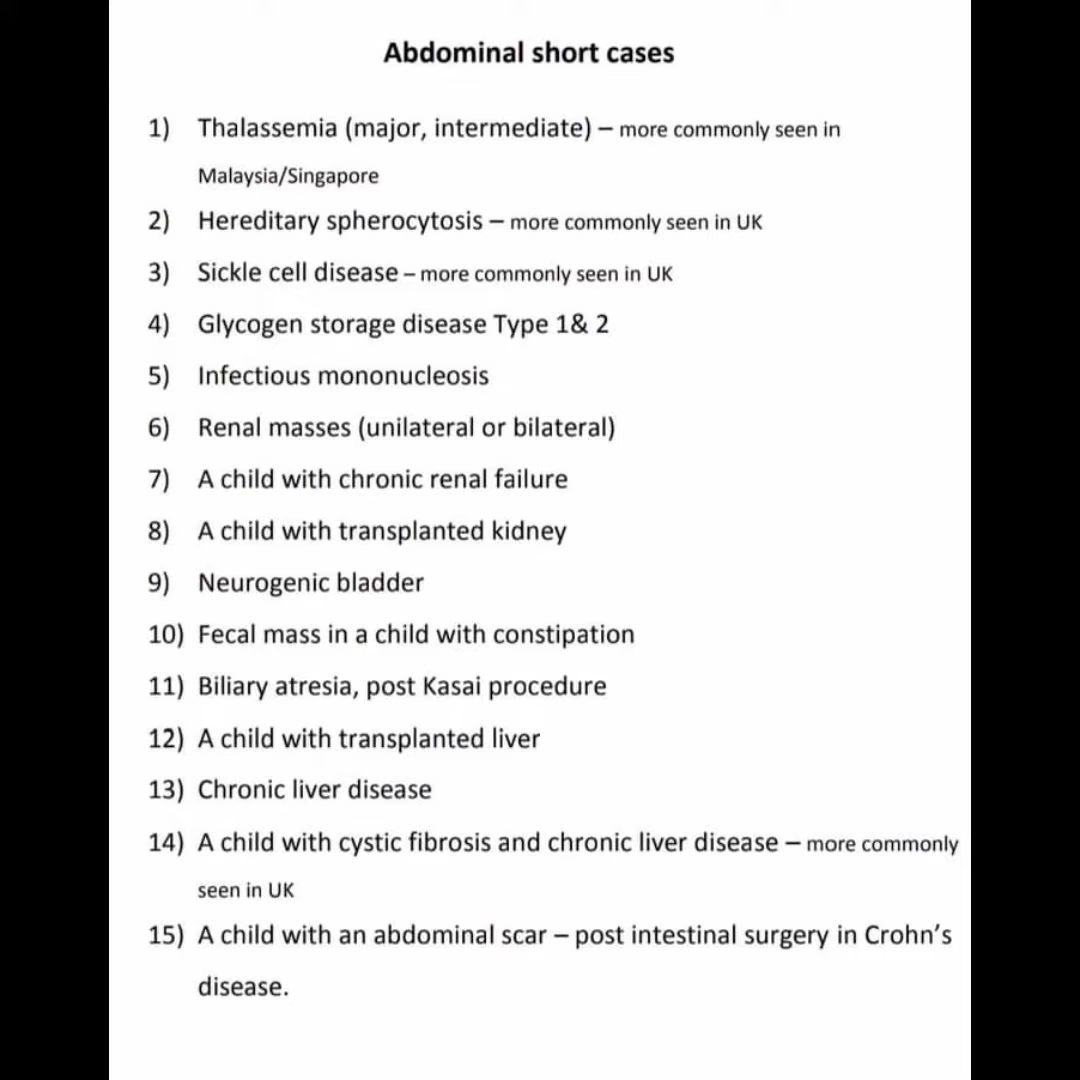 Abdominal short cases
1) Thalassemia (major, intermediate) – more commonly seen in
Malaysia/Singapore
2) Hereditary spherocytosis – more commonly seen in UK
3) Sickle cell disease – more commonly seen in UK
4) Glycogen storage disease Type 1& 2
5) Infectious mononucleosis
6) Renal masses (unilateral or bilateral)
7) A child with chronic renal failure
8) A child with transplanted kidney
9) Neurogenic bladder
10) Fecal mass in a child with constipation
11) Biliary atresia, post Kasai procedure
12) A child with transplanted liver
13) Chronic liver disease
14) A child with cystic fibrosis and chronic liver disease – more commonly
seen in UK
15) A child with an abdominal scar – post intestinal surgery in Crohn’s
disease.